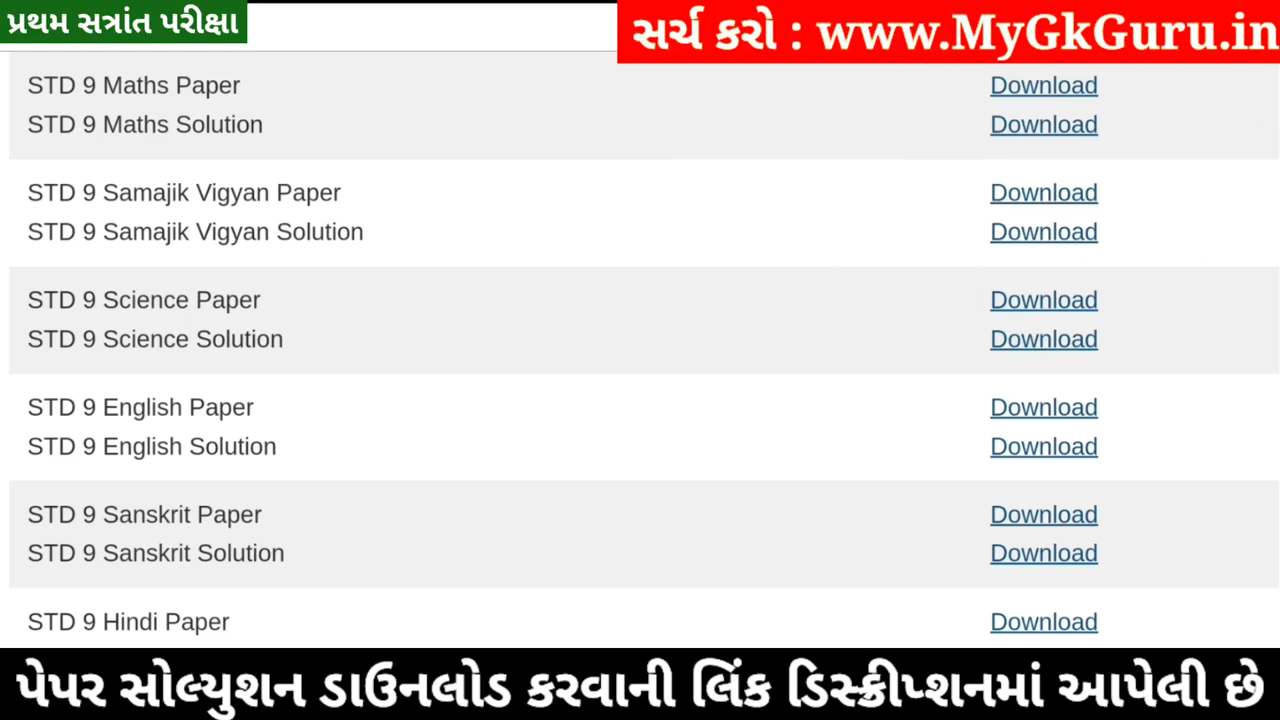 પ્રથમ સત્રાંત પરીક્ષા
સર્ચ કરો : www.MyGkGuru.in
STD 9 Maths Paper Download
STD 9 Maths Solution Download
STD 9 Samajik Vigyan Paper Download
STD 9 Samajik Vigyan Solution Download
STD 9 Science Paper Download
STD 9 Science Solution Download
STD 9 English Paper Download
STD 9 English Solution Download
STD 9 Sanskrit Paper Download
STD 9 Sanskrit Solution Download
STD 9 Hindi Paper Download
પેપર સોલ્યુશન ડાઉનલોડ કરવાની લિંક ડિસ્ક્રીપ્શનમાં આપેલી છે